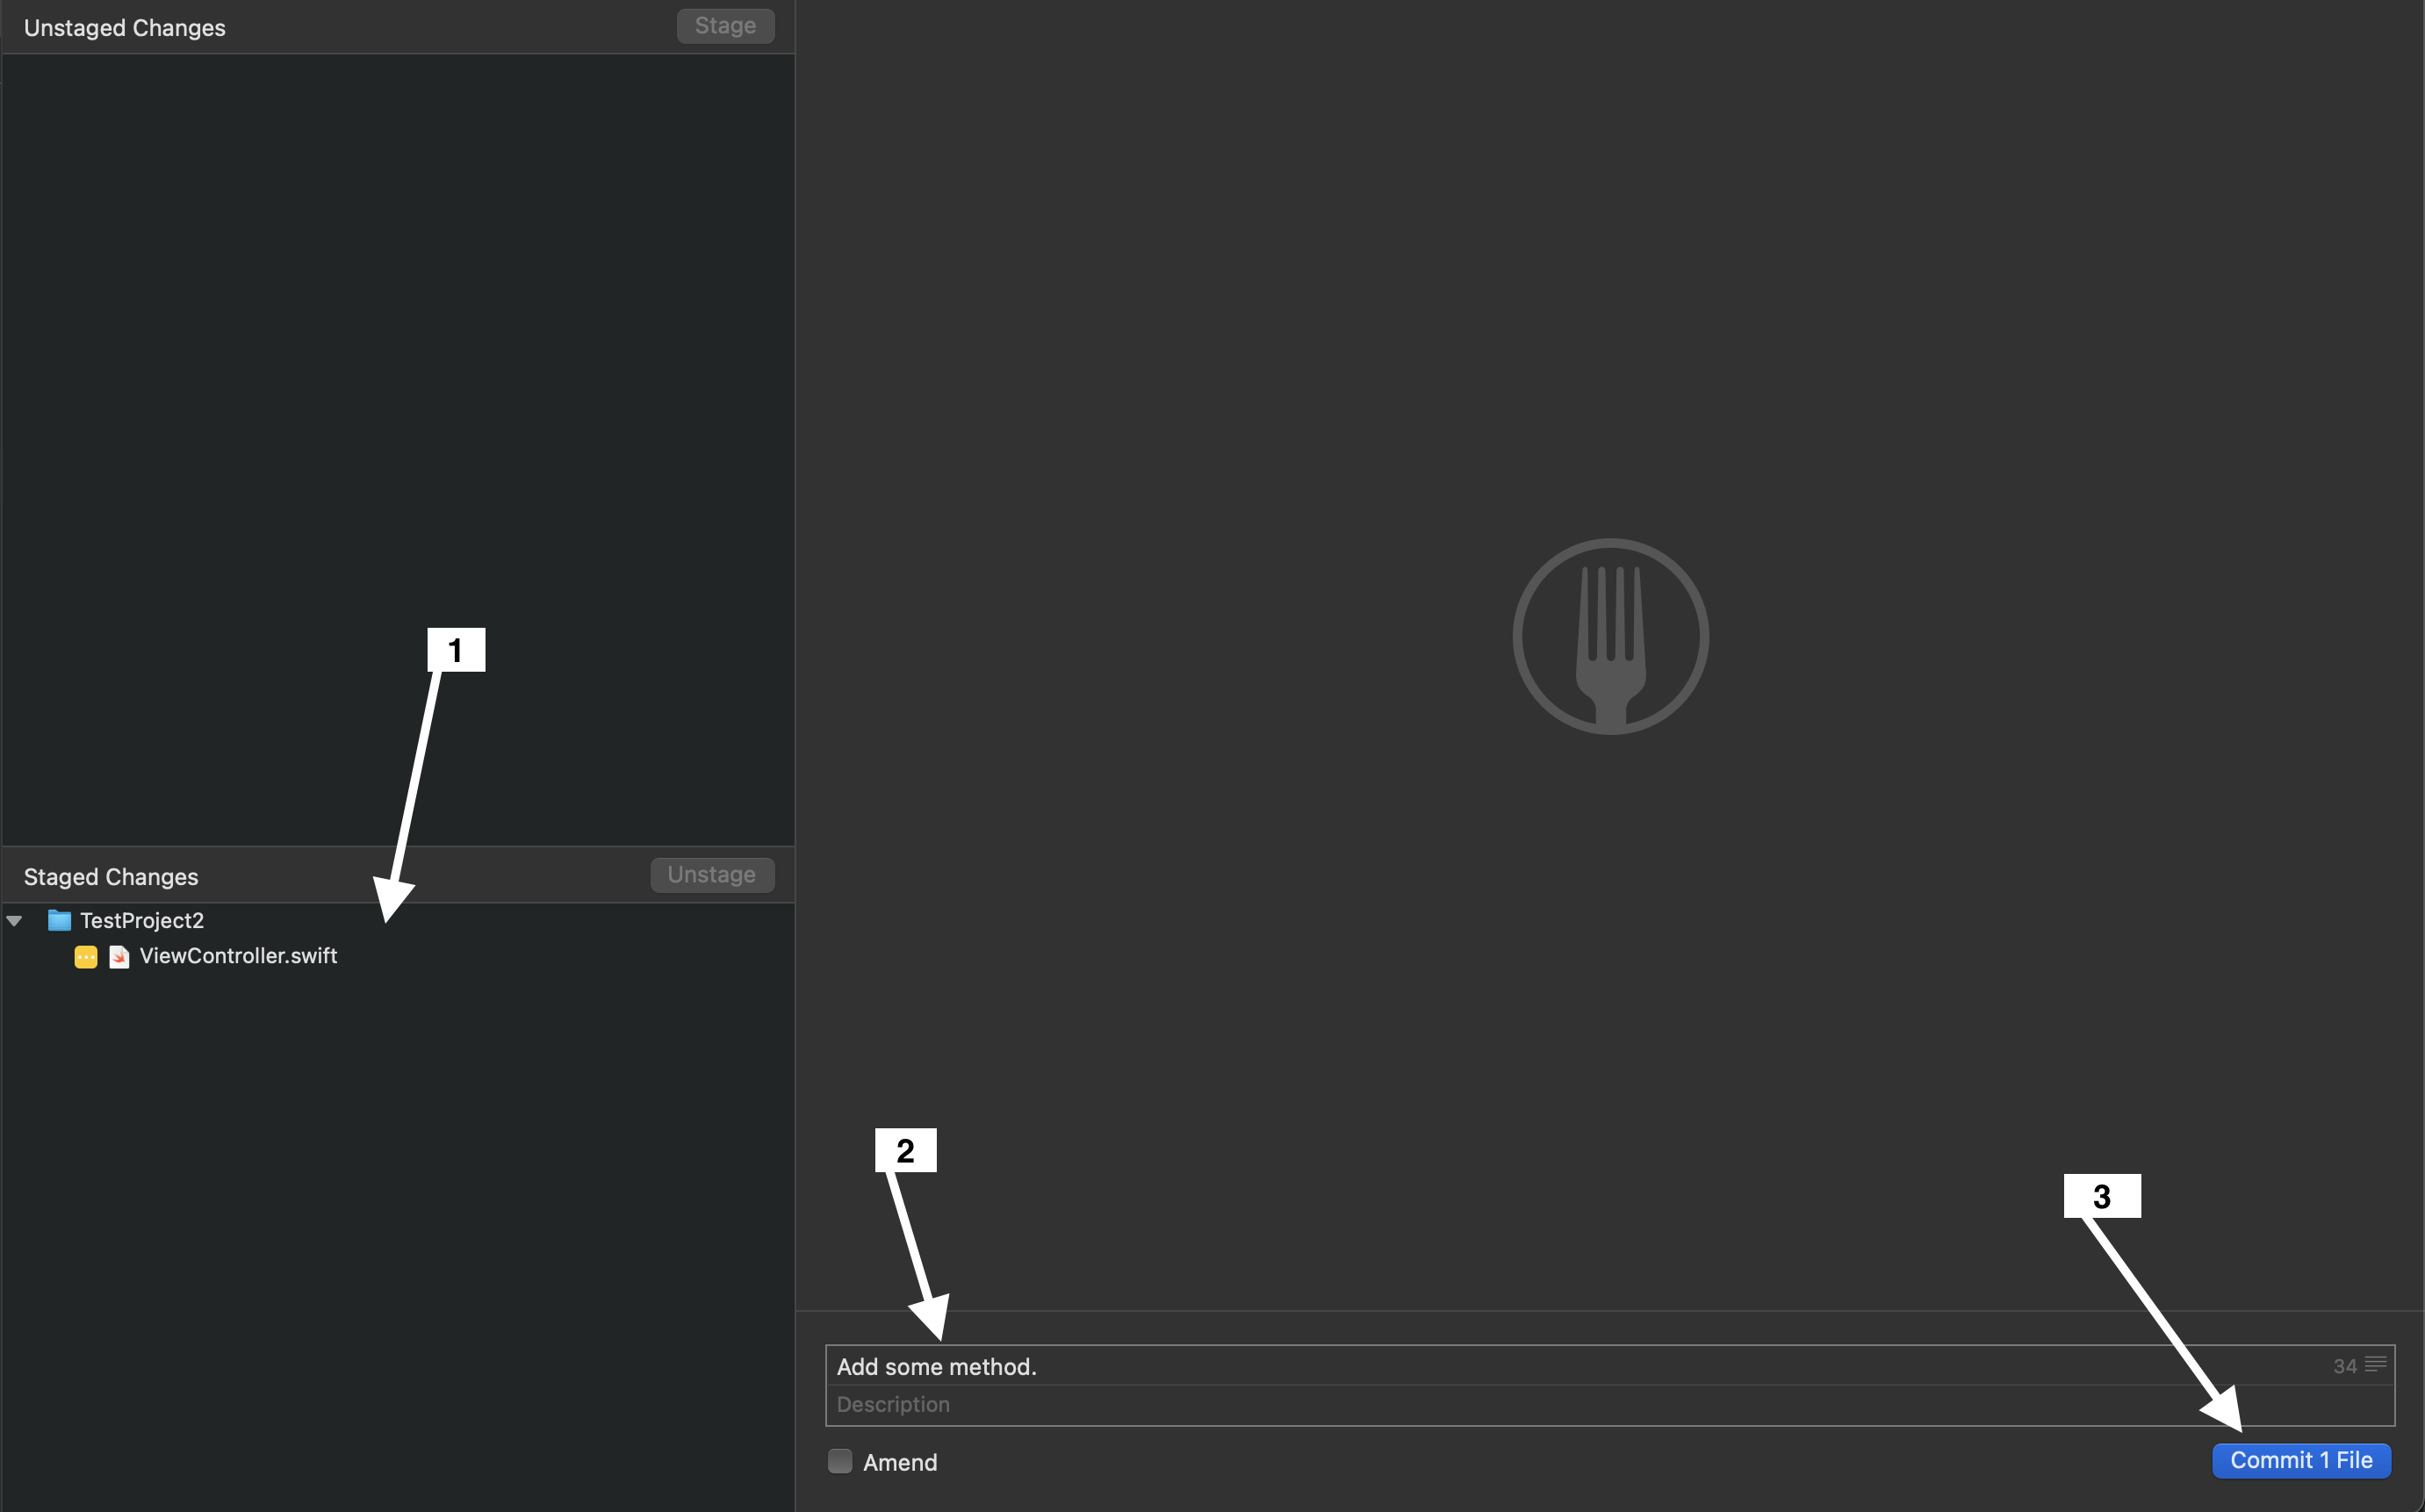 Unstaged Changes
Stage
1
Staged Changes
Unstage
TestProject2
ViewController.swift
2
3
Add some method.
34
Description
Amend
Commit 1 File